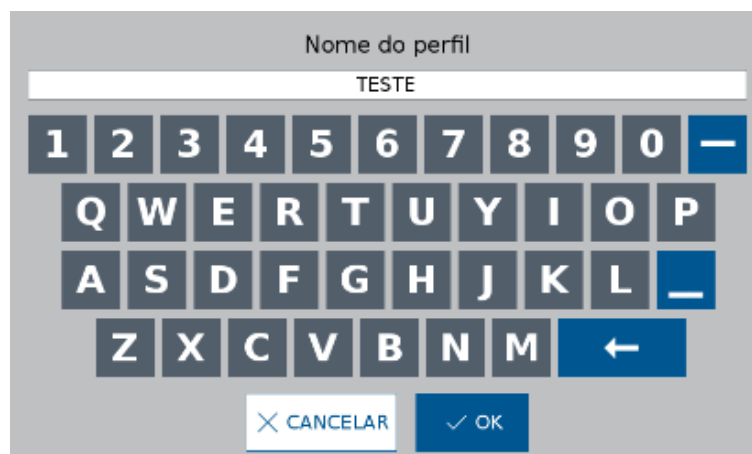 Nome do perfil
TESTE
1 2 3 4 5 6 7 8 9 0 —
Q W E R T U Y I O P
A S D F G H J K L _
Z X C V B N M ←
CANCELAR OK